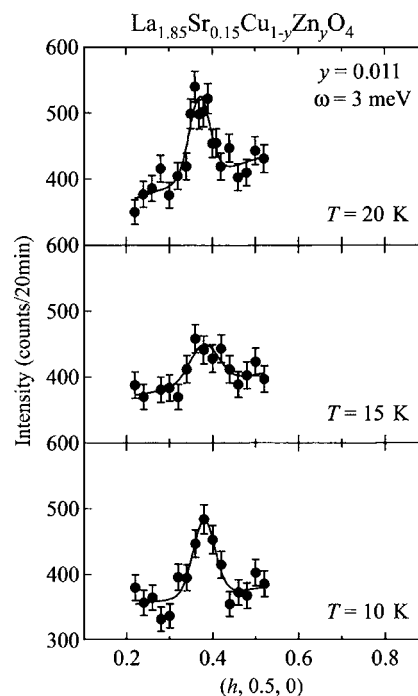 La1.85Sr0.15Cu1-yZnyO4
600
y = 0.011
ω = 3 meV
500
400
T = 20 K
600
500
Intensity (counts/20min)
400
T = 15 K
600
500
400
T = 10 K
300
0.2 0.4 0.6 0.8
(h, 0.5, 0)